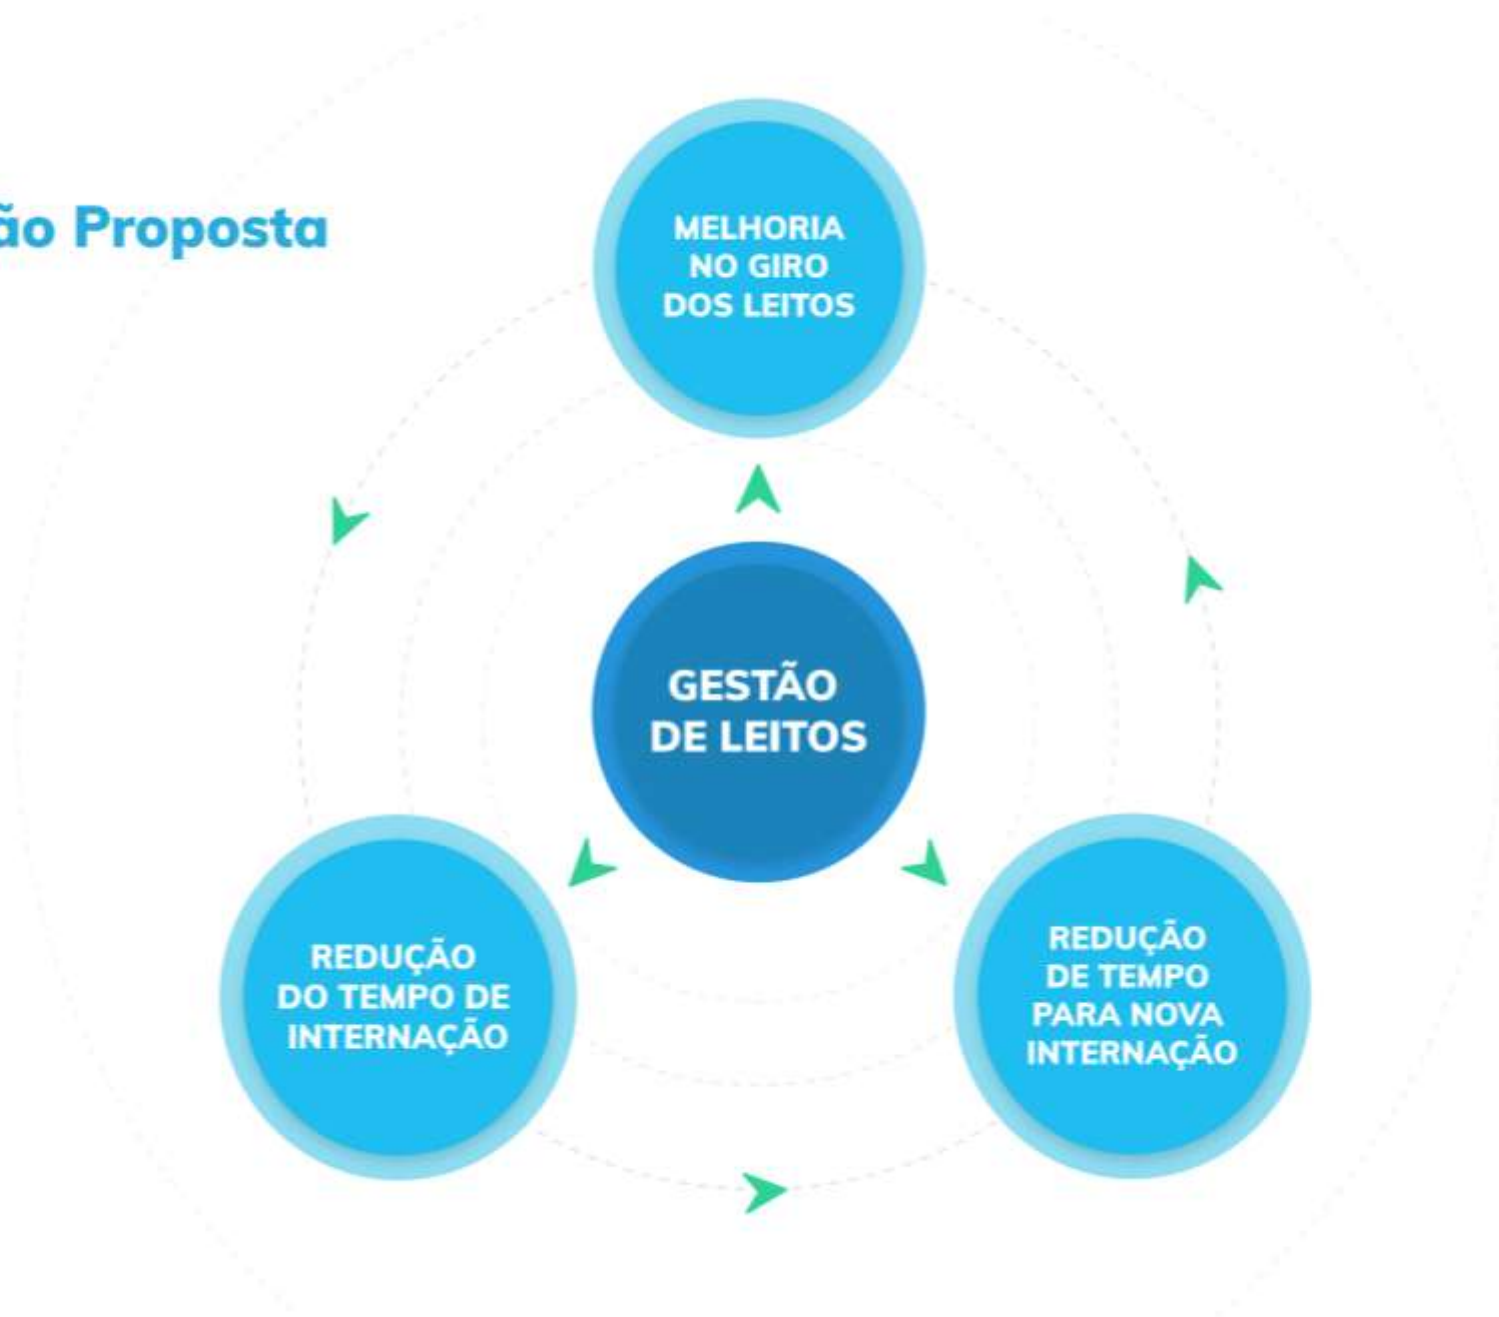 ão Proposta
MELHORIA
NO GIRO
DOS LEITOS
GESTÃO
DE LEITOS
REDUÇÃO
DO TEMPO DE
INTERNAÇÃO
REDUÇÃO
DE TEMPO
PARA NOVA
INTERNAÇÃO